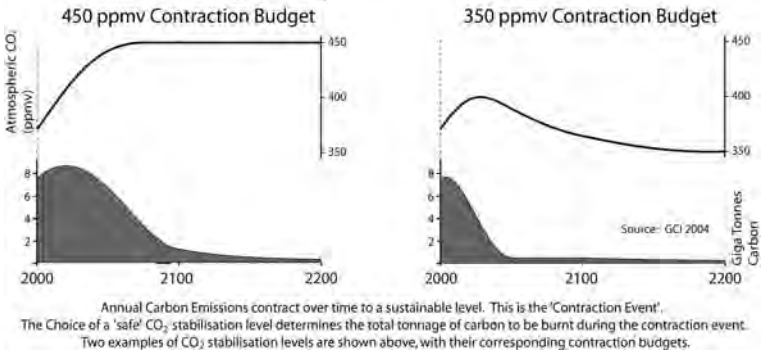 450 ppmv Contraction Budget
350 ppmv Contraction Budget
Atmospheric CO₂
(ppmv)
450
400
350
8
6
4
2
2000
2100
2200
450
400
350
8
6
4
2
Source: GCI 2004
Giga Tonnes
Carbon
2000
2100
2200
Annual Carbon Emissions contract over time to a sustainable level. This is the 'Contraction Event'.
The Choice of a 'safe' CO₂ stabilisation level determines the total tonnage of carbon to be burnt during the contraction event.
Two examples of CO₂ stabilisation levels are shown above, with their corresponding contraction budgets.